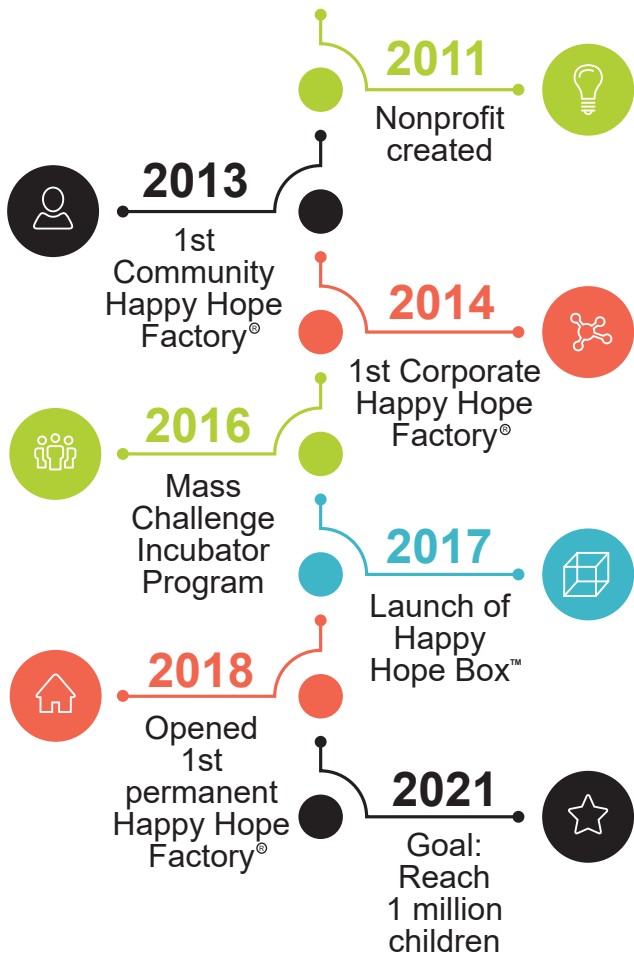 2011
Nonprofit
created
2013
1st
Community
Happy Hope
Factory®
2014
1st Corporate
Happy Hope
Factory®
2016
Mass
Challenge
Incubator
Program
2017
Launch of
Happy
Hope Box™
2018
Opened
1st
permanent
Happy Hope
Factory®
2021
Goal:
Reach
1 million
children